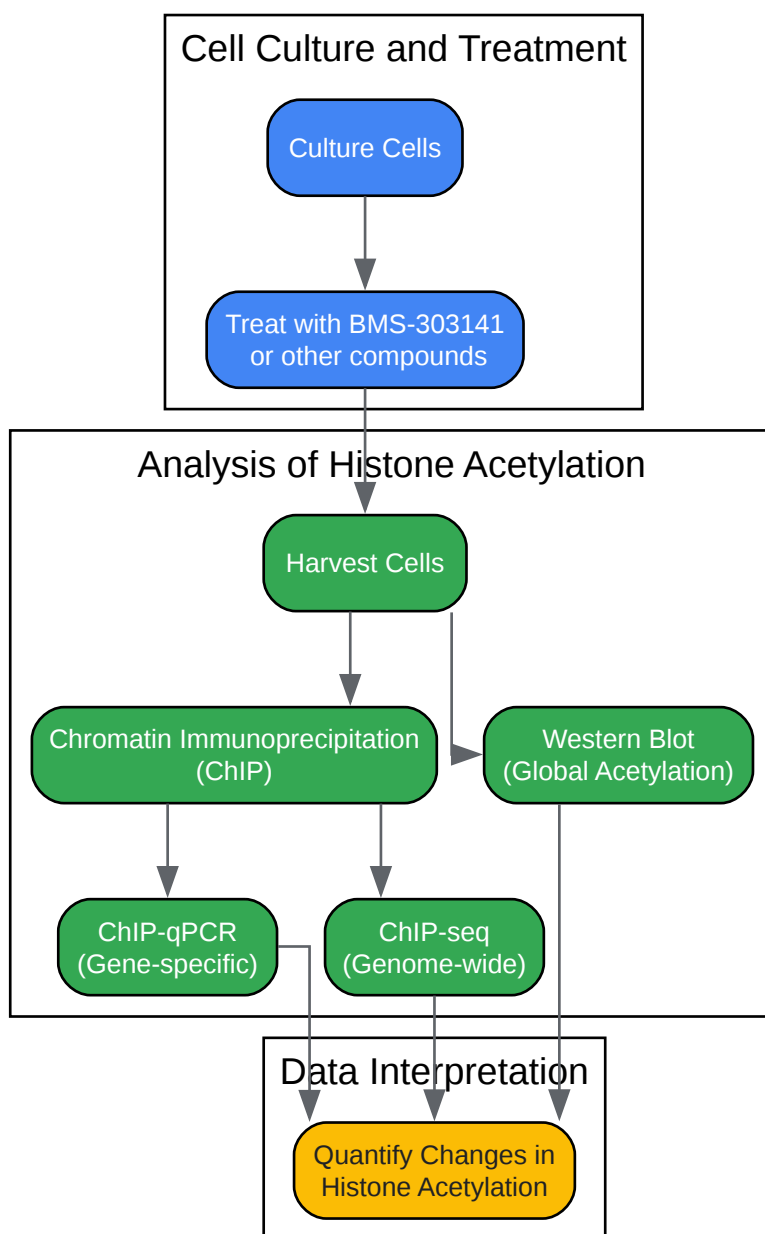 Cell Culture and Treatment
Culture Cells
Treat with BMS-303141
or other compounds
Analysis of Histone Acetylation
Harvest Cells
Chromatin Immunoprecipitation
(ChIP)
Western Blot
(Global Acetylation)
ChIP-qPCR
(Gene-specific)
ChIP-seq
(Genome-wide)
Data Interpretation
Quantify Changes in
Histone Acetylation